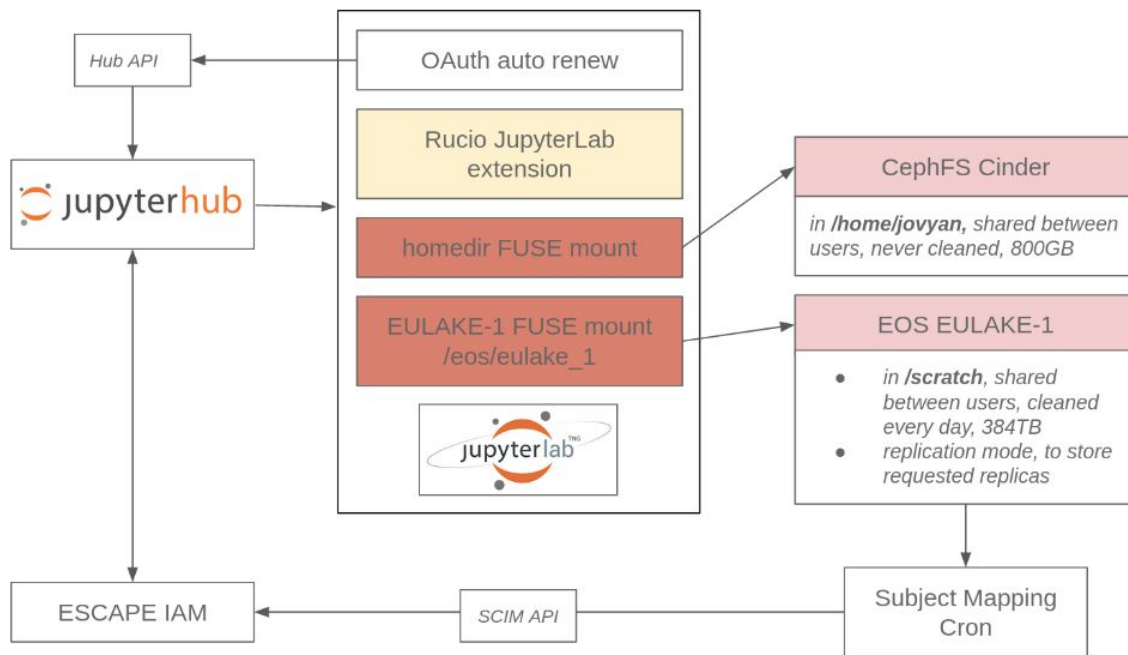 Hub API
OAuth auto renew
Rucio JupyterLab
extension
jupyterhub
homedir FUSE mount
EULAKE-1 FUSE mount
/eos/eulake_1
jupyterlab TNG
CephFS Cinder
in /home/jovyan, shared between
users, never cleaned, 800GB
EOS EULAKE-1
● in /scratch, shared
between users, cleaned
every day, 384TB
● replication mode, to store
requested replicas
ESCAPE IAM
SCIM API
Subject Mapping
Cron